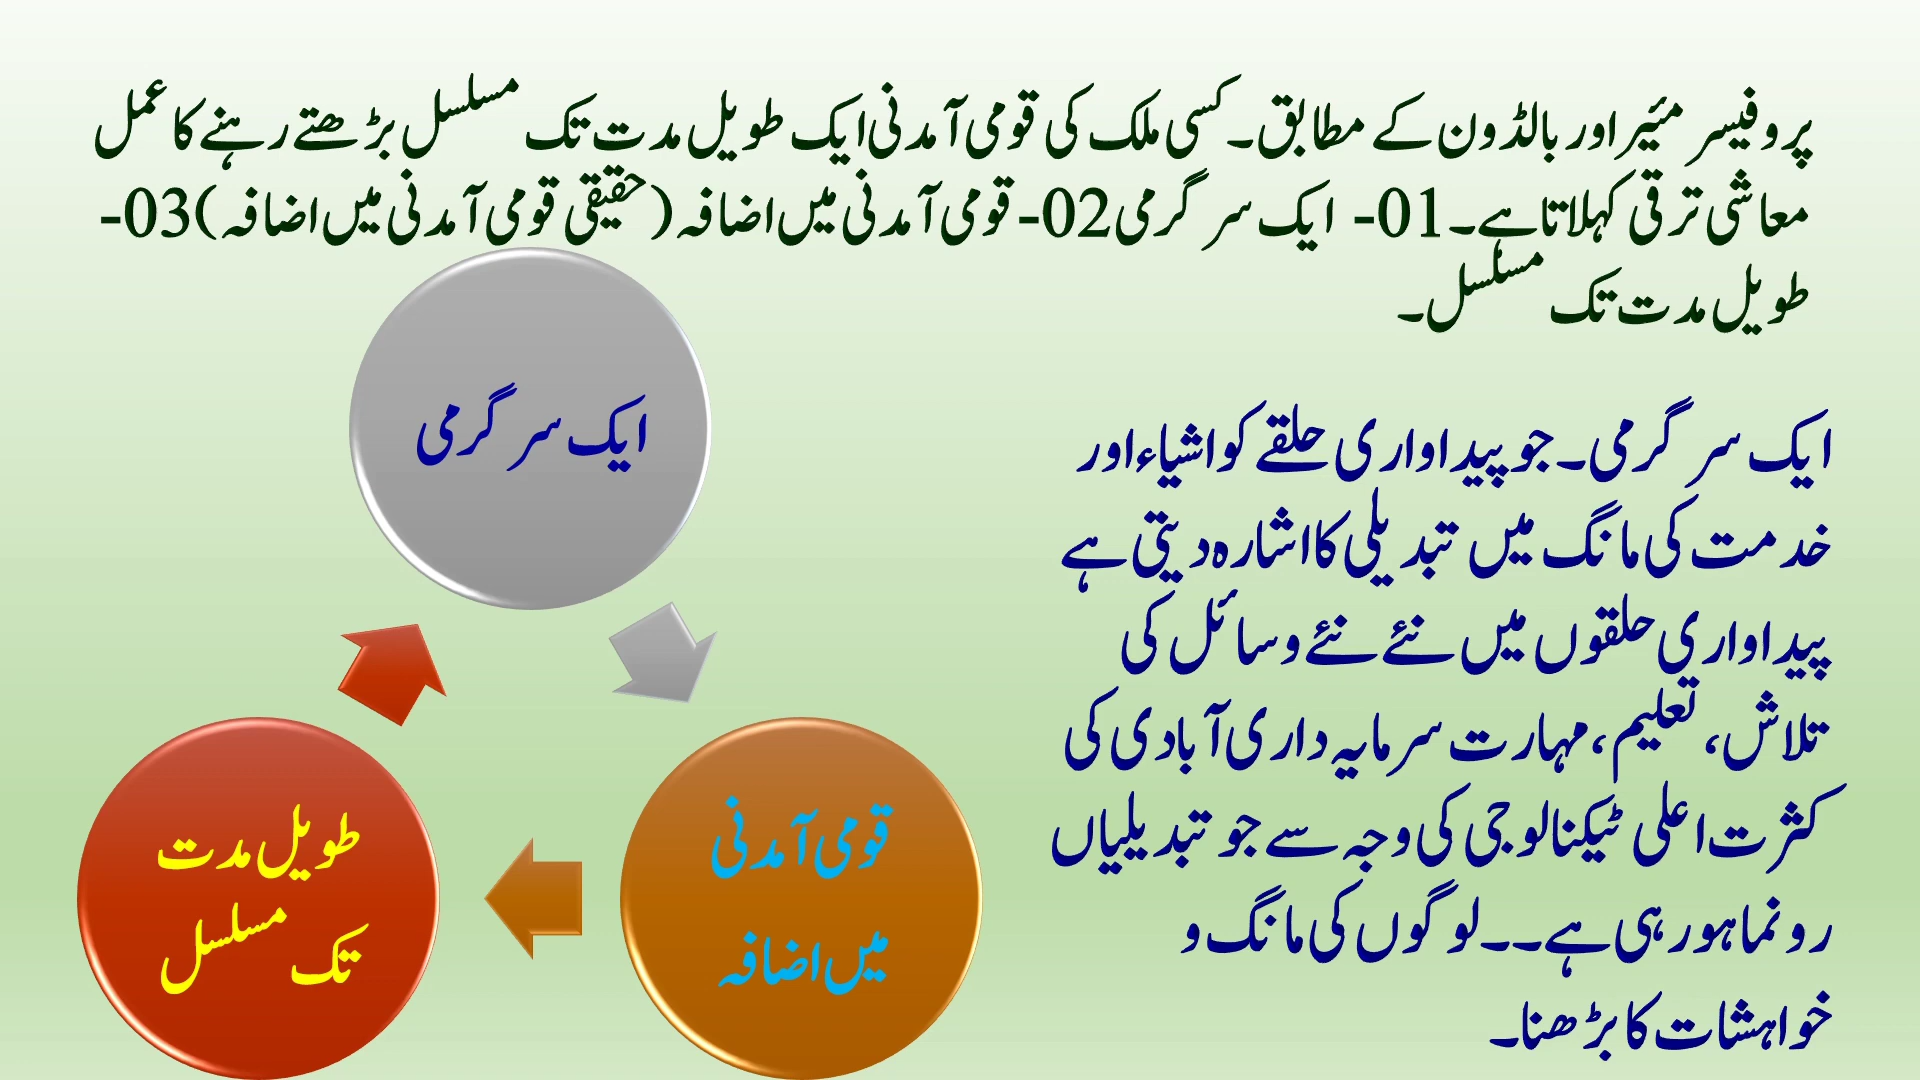 پروفیسر مئیر اور بالڈون کے مطابق۔ کسی ملک کی قومی آمدنی ایک طویل مدت تک مسلسل بڑھتے رہنے کا عمل
معاشی ترقی کہلاتا ہے۔ 01- ایک سرگرمی 02- قومی آمدنی میں اضافہ (حقیقی قومی آمدنی میں اضافہ) 03-
طویل مدت تک مسلسل۔
ایک سرگرمی
قومی آمدنی
میں اضافہ
طویل مدت
تک مسلسل
ایک سرگرمی۔ جو پیداواری حلقے کو اشیاء اور
خدمت کی مانگ میں تبدیلی کا اشارہ دیتی ہے
پیداواری حلقوں میں نئے نئے وسائل کی
تلاش، تعلیم، مہارت سرمایہ داری آبادی کی
کثرت اعلی ٹیکنالوجی کی وجہ سے جو تبدیلیاں
رونما ہو رہی ہے۔۔ لوگوں کی مانگ و
خواہشات کا بڑھنا۔